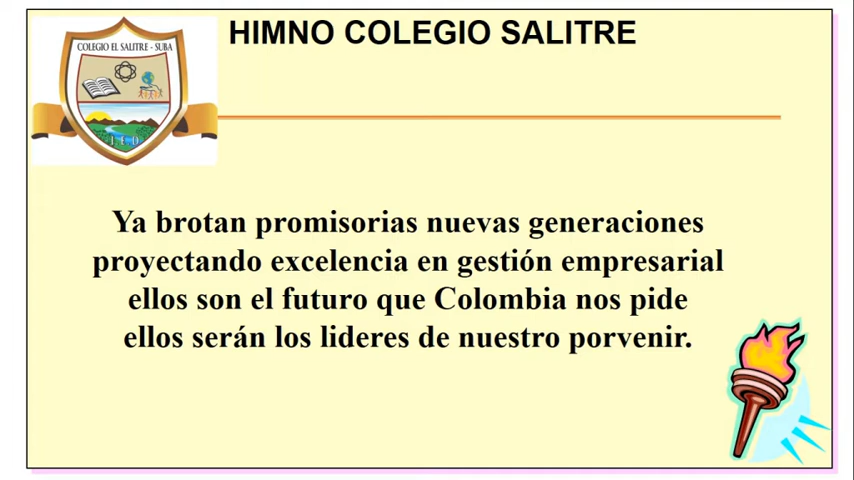 HIMNO COLEGIO SALITRE
COLEGIO EL SALITRE - SUBA
I E O
Ya brotan promisorias nuevas generaciones
proyectando excelencia en gestión empresarial
ellos son el futuro que Colombia nos pide
ellos serán los lideres de nuestro porvenir.